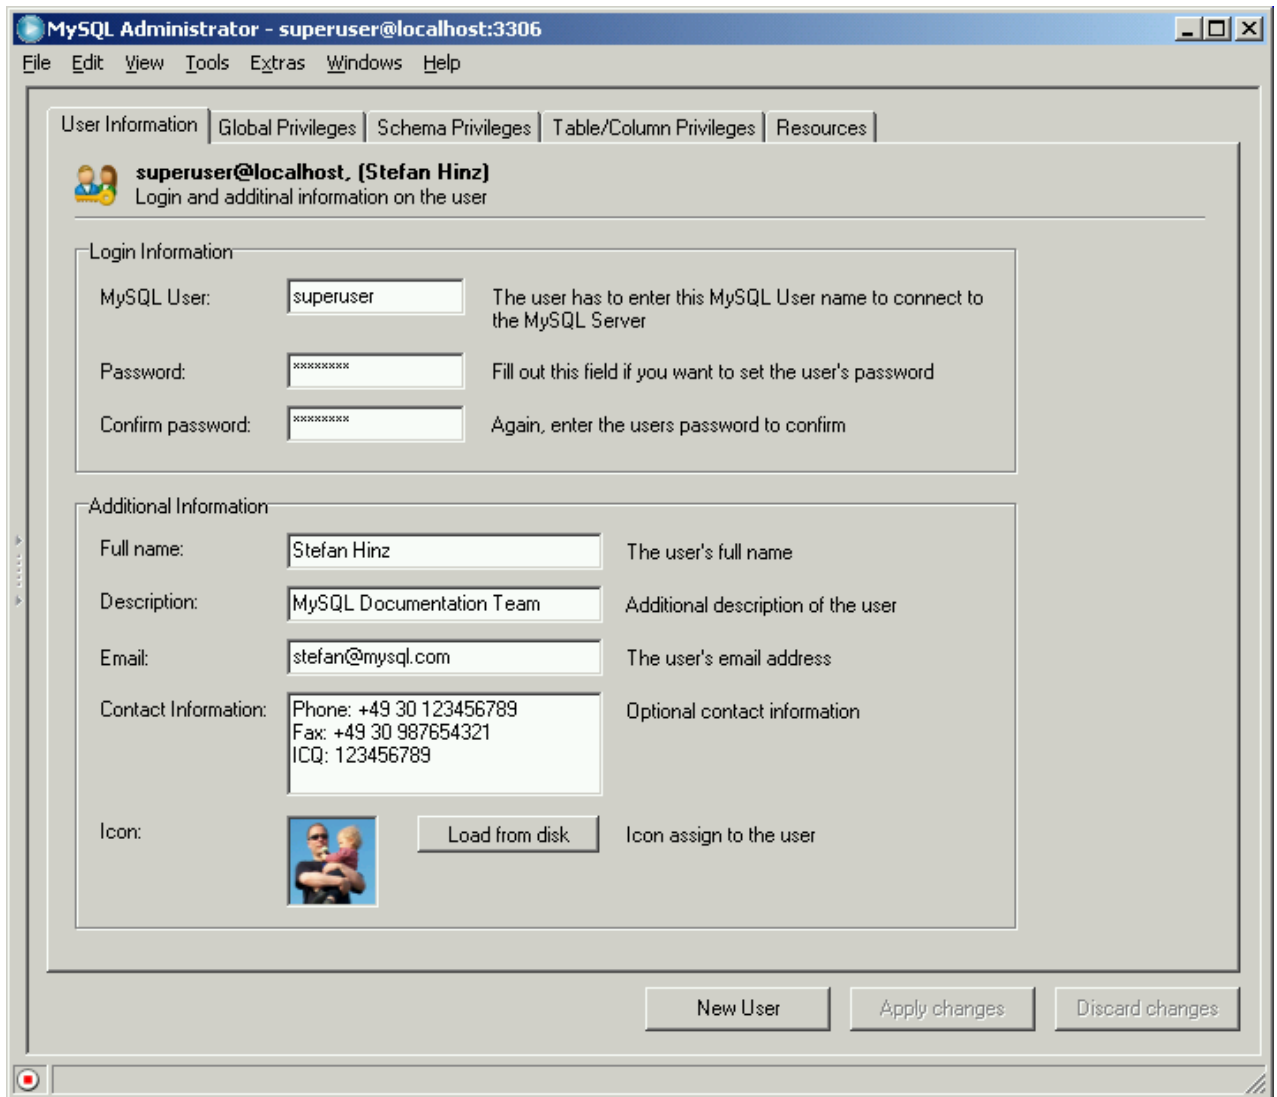 MySQL Administrator - superuser@localhost:3306
File Edit View Tools Extras Windows Help
User Information Global Privileges Schema Privileges Table/Column Privileges Resources
superuser@localhost, (Stefan Hinz)
Login and additinal information on the user
Login Information
MySQL User: superuser The user has to enter this MySQL User name to connect to
the MySQL Server
Password: ******** Fill out this field if you want to set the user's password
Confirm password: ******** Again, enter the users password to confirm
Additional Information
Full name: Stefan Hinz The user's full name
Description: MySQL Documentation Team Additional description of the user
Email: stefan@mysql.com The user's email address
Contact Information: Phone: +49 30 123456789 Optional contact information
Fax: +49 30 987654321
ICQ: 123456789
Icon: Load from disk Icon assign to the user
New User Apply changes Discard changes